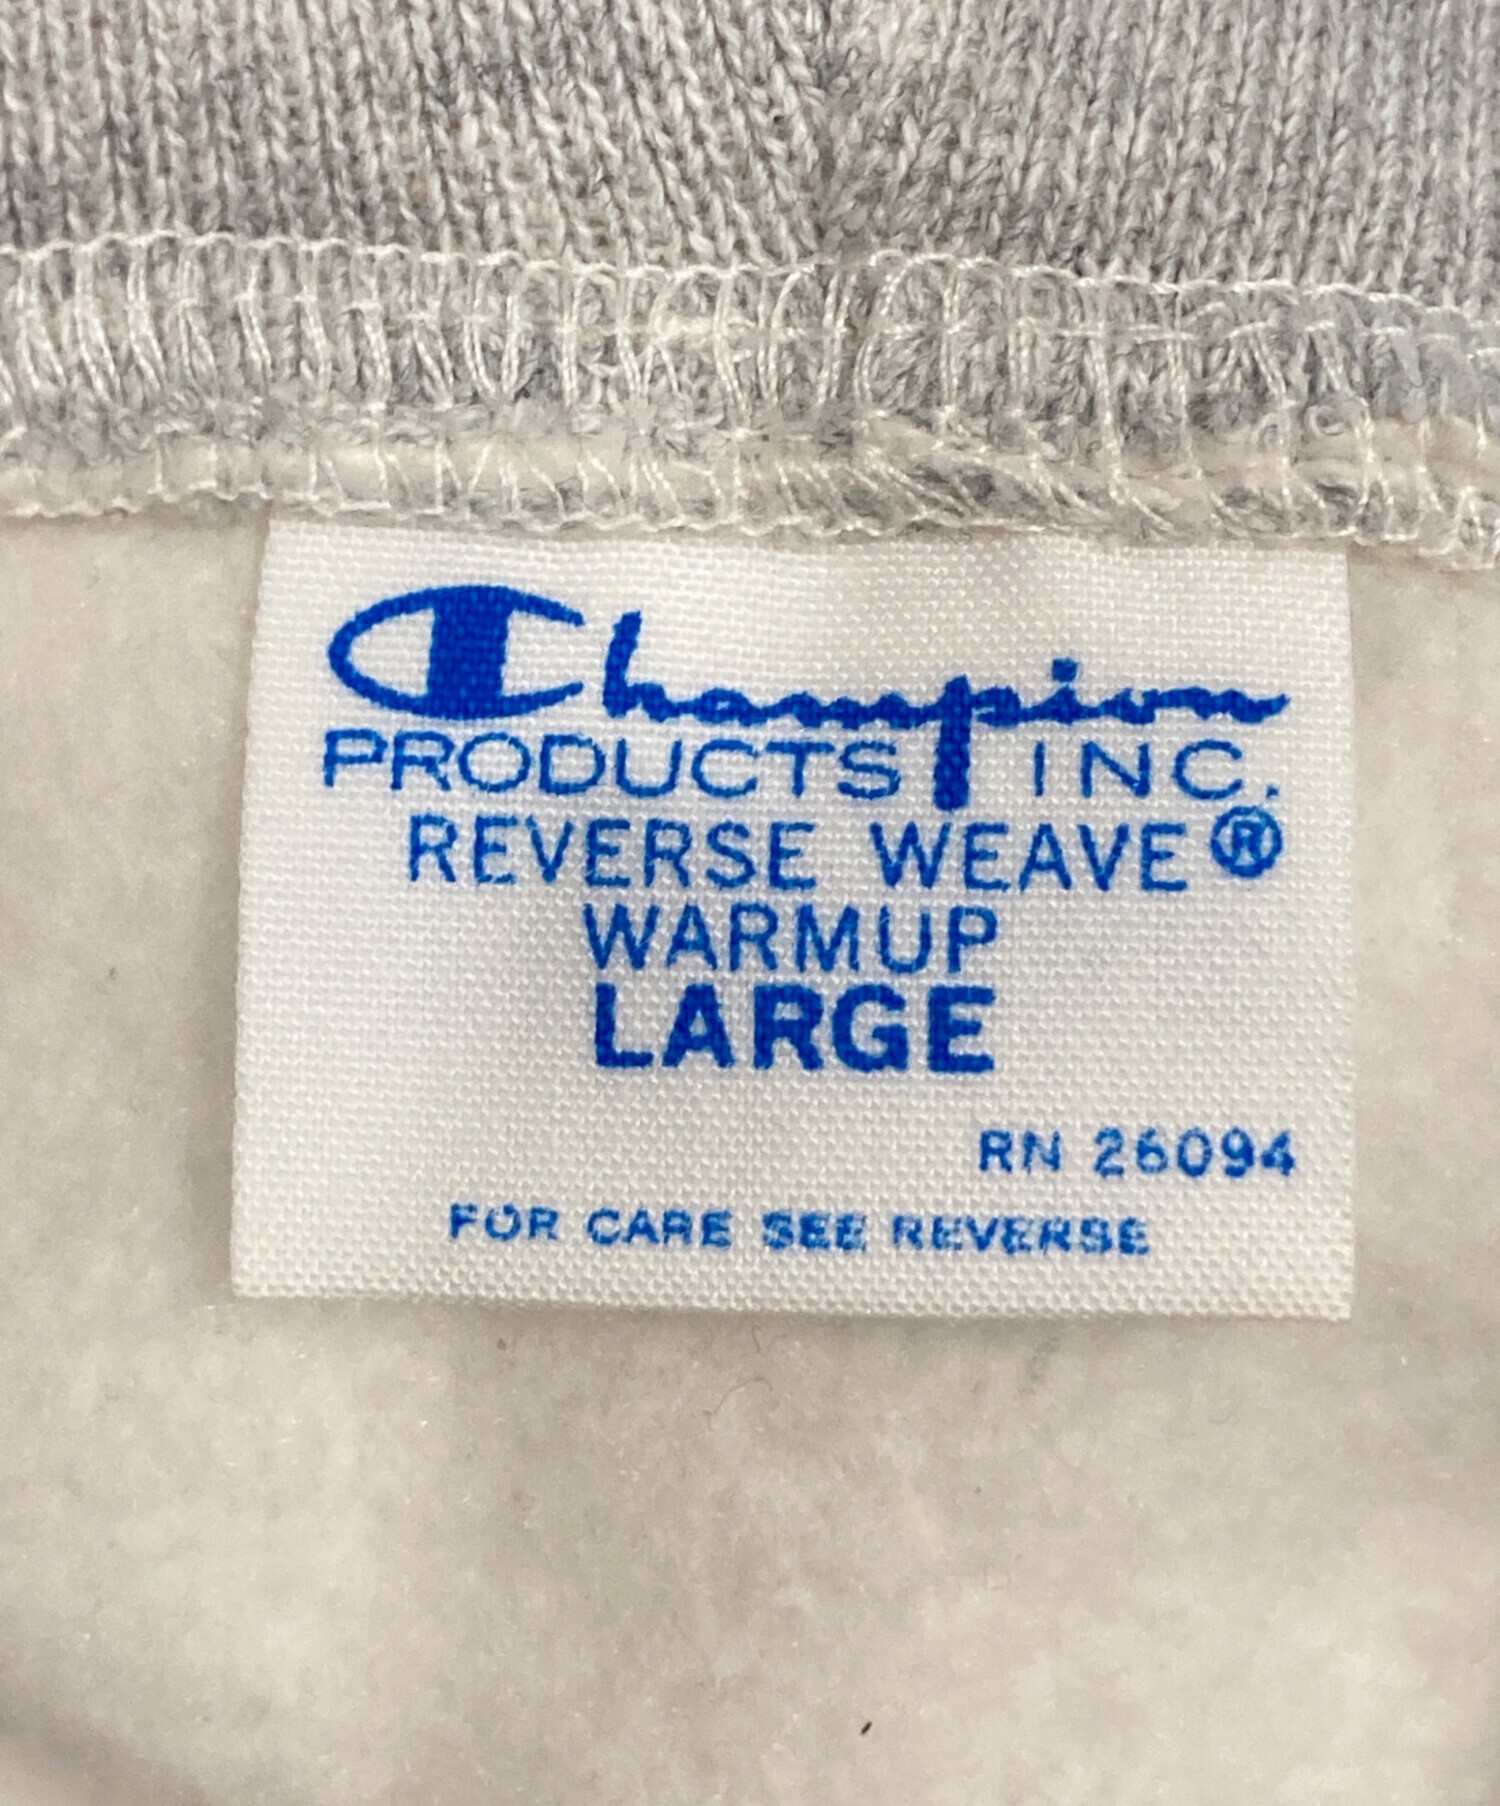 Champion
PRODUCTS INC.
REVERSE WEAVE®
WARMUP
LARGE
RN 26094
FOR CARE SEE REVERSE